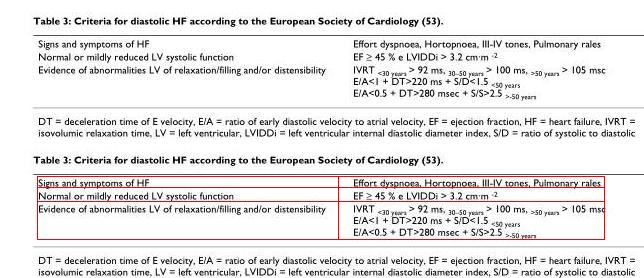 Table 3: Criteria for diastolic HF according to the European Society of Cardiology (53).
Signs and symptoms of HF Effort dyspnoea, Hortopnoea, III-IV tones, Pulmonary rales
Normal or mildly reduced LV systolic function EF ≥ 45 % e LVIDDi > 3.2 cm·m -2
Evidence of abnormalities LV of relaxation/filling and/or distensibility IVRT <30 years > 92 ms, 30–50 years > 100 ms, >50 years > 105 msc
E/A<1 + DT>220 ms + S/D<1.5 <50 years
E/A<0.5 + DT>280 msec + S/S>2.5 >-50 years
DT = deceleration time of E velocity, E/A = ratio of early diastolic velocity to atrial velocity, EF = ejection fraction, HF = heart failure, IVRT =
isovolumic relaxation time, LV = left ventricular, LVIDDi = left ventricular internal diastolic diameter index, S/D = ratio of systolic to diastolic
Table 3: Criteria for diastolic HF according to the European Society of Cardiology (53).
Signs and symptoms of HF Effort dyspnoea, Hortopnoea, III-IV tones, Pulmonary rales
Normal or mildly reduced LV systolic function EF ≥ 45 % e LVIDDi > 3.2 cm·m -2
Evidence of abnormalities LV of relaxation/filling and/or distensibility IVRT <30 years > 92 ms, 30–50 years > 100 ms, >50 years > 105 msc
E/A<1 + DT>220 ms + S/D<1.5 <50 years
E/A<0.5 + DT>280 msec + S/S>2.5 >-50 years
DT = deceleration time of E velocity, E/A = ratio of early diastolic velocity to atrial velocity, EF = ejection fraction, HF = heart failure, IVRT =
isovolumic relaxation time, LV = left ventricular, LVIDDi = left ventricular internal diastolic diameter index, S/D = ratio of systolic to diastolic